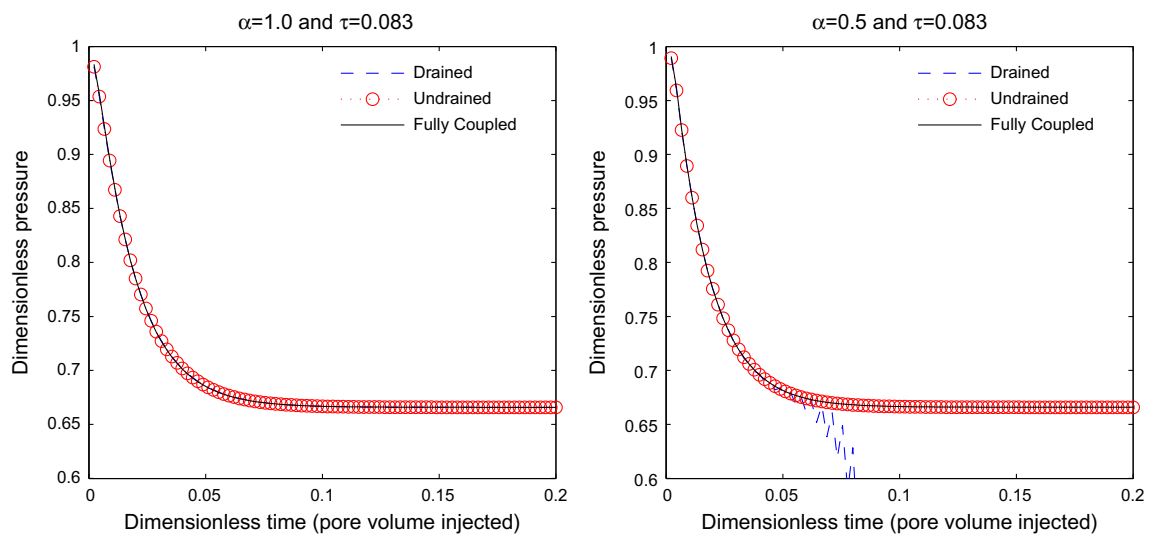 α=1.0 and τ=0.083
1
0.95
0.9
0.85
0.8
0.75
0.7
0.65
0.6
Dimensionless pressure
Drained
Undrained
Fully Coupled
0
0.05
0.1
0.15
0.2
Dimensionless time (pore volume injected)
α=0.5 and τ=0.083
1
0.95
0.9
0.85
0.8
0.75
0.7
0.65
0.6
Dimensionless pressure
Drained
Undrained
Fully Coupled
0
0.05
0.1
0.15
0.2
Dimensionless time (pore volume injected)